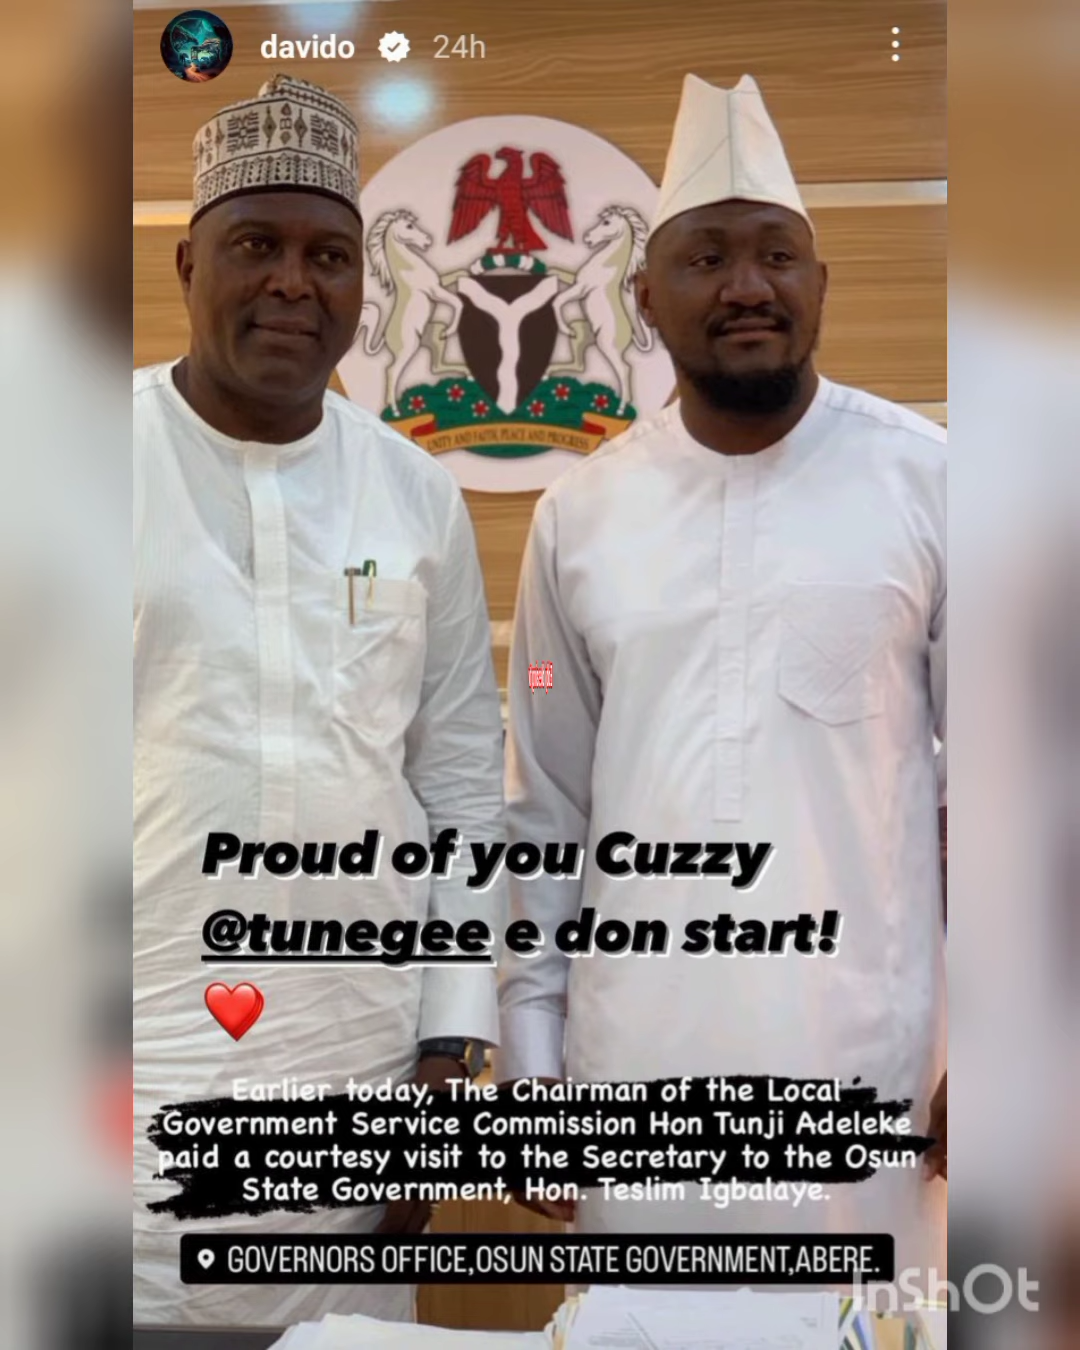 davido 24h
UNITY AND FAITH, PEACE AND PROGRESS
Proud of you Cuzzy
@tunegee e don start!
Earlier today, The Chairman of the Local
Government Service Commission Hon Tunji Adeleke
paid a courtesy visit to the Secretary to the Osun
State Government, Hon. Teslim Igbalaye.
GOVERNORS OFFICE,OSUN STATE GOVERNMENT,ABERE.
InShOt